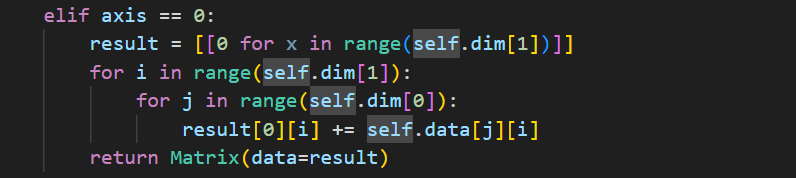 elif axis == 0:
result = [[0 for x in range(self.dim[1])]]
for i in range(self.dim[1]):
for j in range(self.dim[0]):
result[0][i] += self.data[j][i]
return Matrix(data=result)